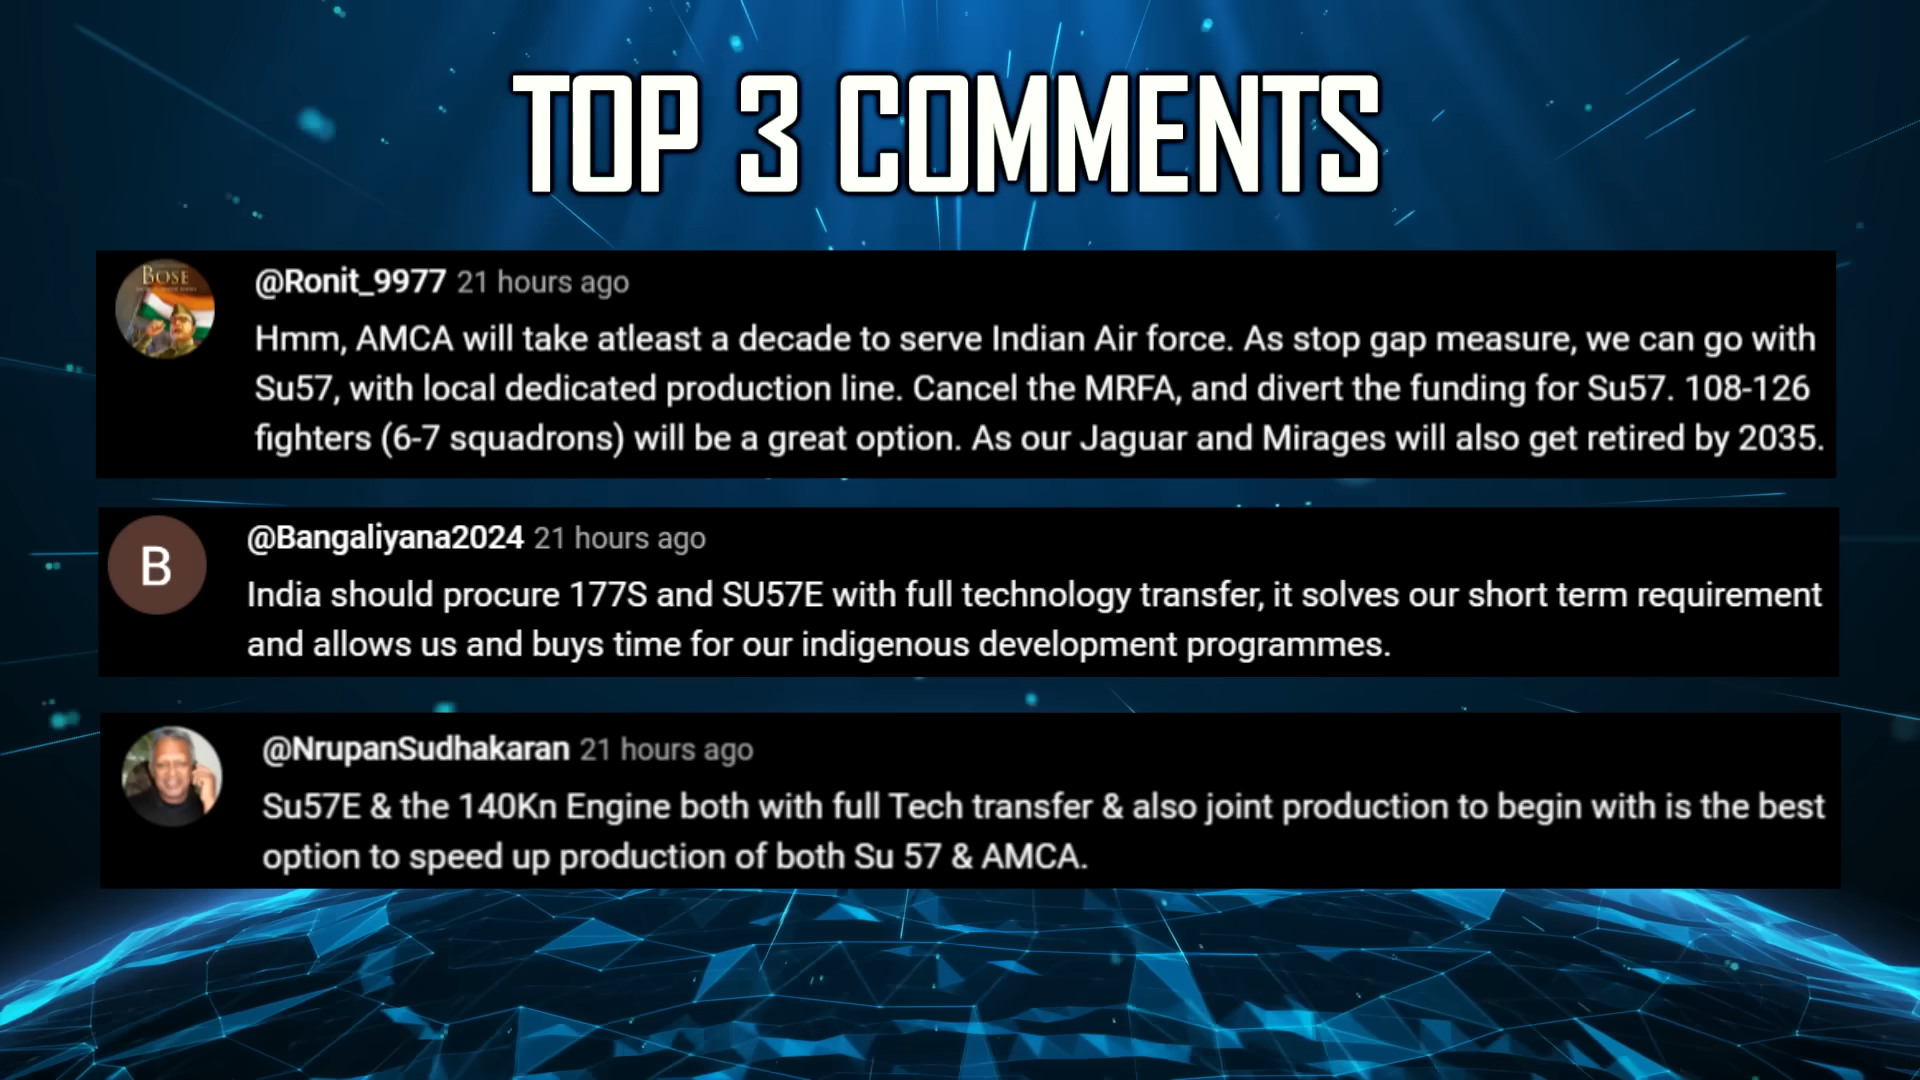 TOP 3 COMMENTS
BOSE
@Ronit_9977 21 hours ago
Hmm, AMCA will take atleast a decade to serve Indian Air force. As stop gap measure, we can go with
Su57, with local dedicated production line. Cancel the MRFA, and divert the funding for Su57. 108-126
fighters (6-7 squadrons) will be a great option. As our Jaguar and Mirages will also get retired by 2035.
B
@Bangaliyana2024 21 hours ago
India should procure 177S and SU57E with full technology transfer, it solves our short term requirement
and allows us and buys time for our indigenous development programmes.
@NrupanSudhakaran 21 hours ago
Su57E & the 140Kn Engine both with full Tech transfer & also joint production to begin with is the best
option to speed up production of both Su 57 & AMCA.